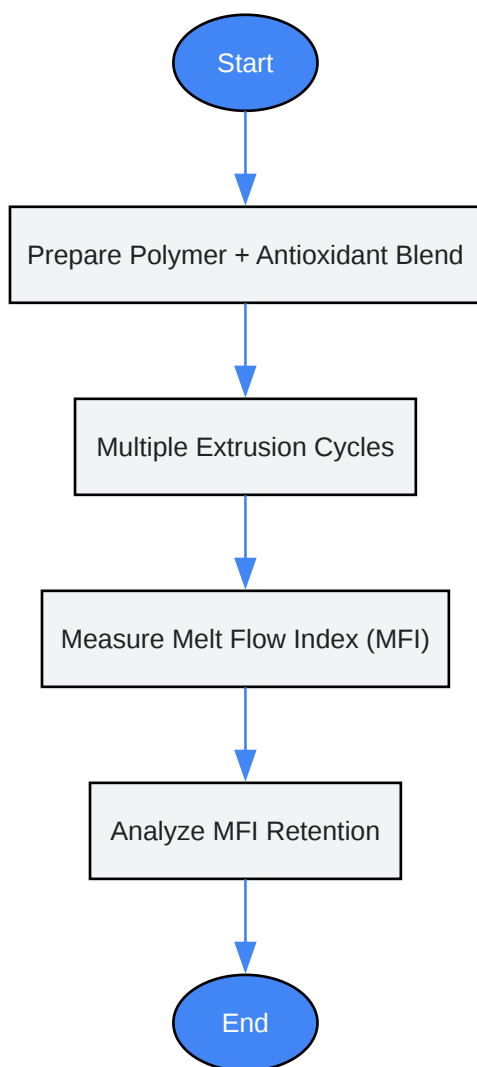 Start
Prepare Polymer + Antioxidant Blend
Multiple Extrusion Cycles
Measure Melt Flow Index (MFI)
Analyze MFI Retention
End